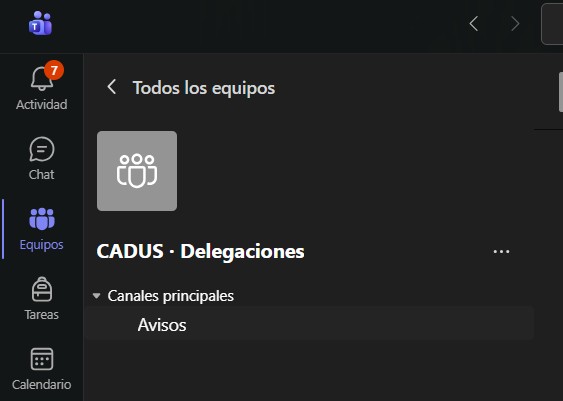 Todos los equipos
7
Actividad
Chat
Equipos
Tareas
Calendario
CADUS · Delegaciones
Canales principales
Avisos